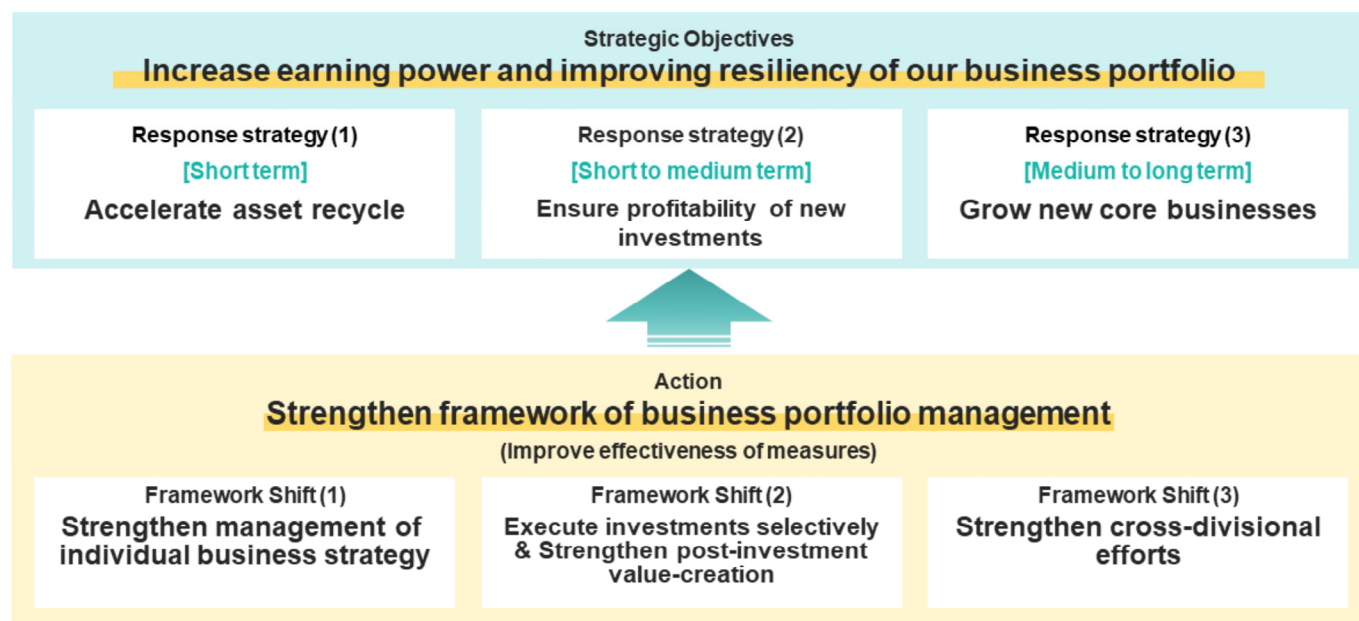 Strategic Objectives
Increase earning power and improving resiliency of our business portfolio
Response strategy (1)
[Short term]
Accelerate asset recycle
Response strategy (2)
[Short to medium term]
Ensure profitability of new
investments
Response strategy (3)
[Medium to long term]
Grow new core businesses
Action
Strengthen framework of business portfolio management
(Improve effectiveness of measures)
Framework Shift (1)
Strengthen management of
individual business strategy
Framework Shift (2)
Execute investments selectively
& Strengthen post-investment
value-creation
Framework Shift (3)
Strengthen cross-divisional
efforts